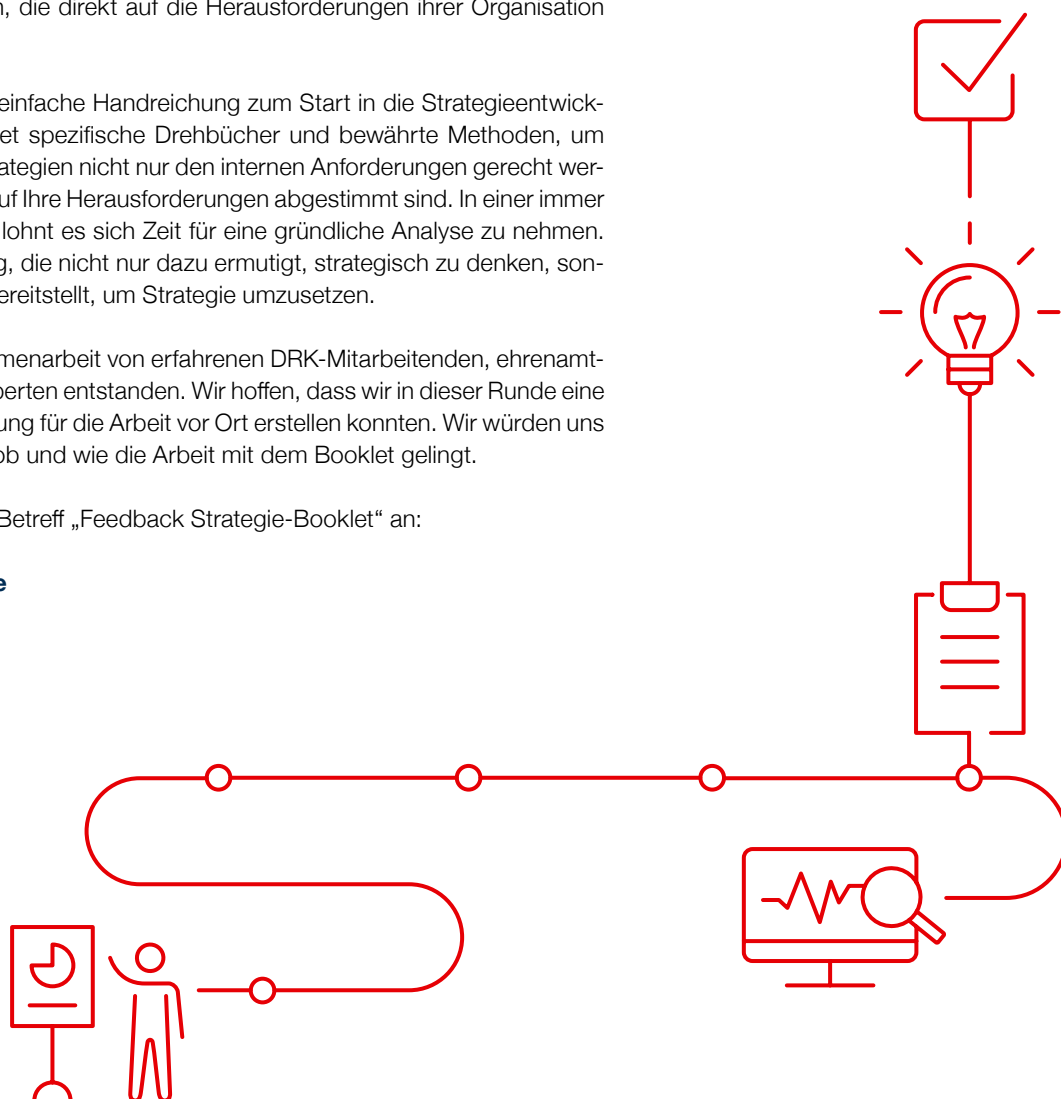 die direkt auf die Herausforderungen ihrer Organisation
einfache Handreichung zum Start in die Strategieentwick-
et spezifische Drehbücher und bewährte Methoden, um
rategien nicht nur den internen Anforderungen gerecht wer-
uf Ihre Herausforderungen abgestimmt sind. In einer immer
lohnt es sich Zeit für eine gründliche Analyse zu nehmen.
g, die nicht nur dazu ermutigt, strategisch zu denken, son-
ereitstellt, um Strategie umzusetzen.
menarbeit von erfahrenen DRK-Mitarbeitenden, ehrenamt-
perten entstanden. Wir hoffen, dass wir in dieser Runde eine
ung für die Arbeit vor Ort erstellen konnten. Wir würden uns
ob und wie die Arbeit mit dem Booklet gelingt.
Betreff „Feedback Strategie-Booklet“ an:
e